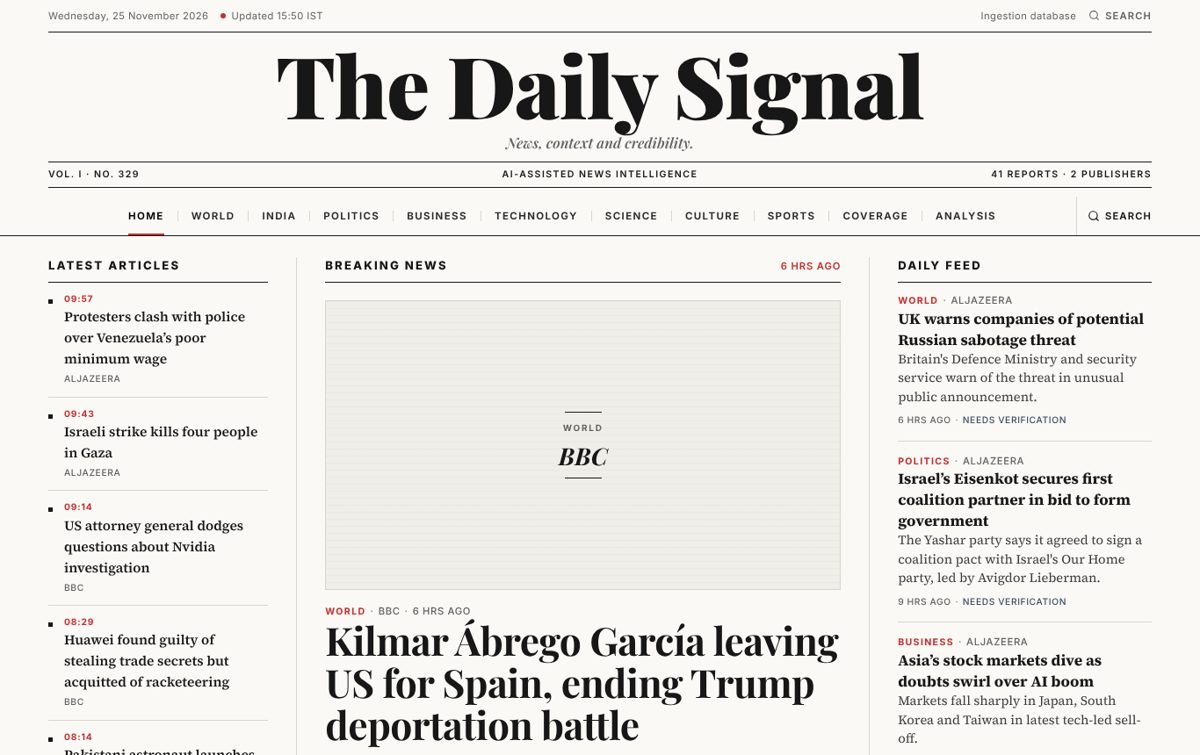 Wednesday, 25 November 2026 Updated 15:50 IST
Ingestion database SEARCH
The Daily Signal
News, context and credibility.
VOL. I · NO. 329
AI-ASSISTED NEWS INTELLIGENCE
41 REPORTS · 2 PUBLISHERS
HOME WORLD INDIA POLITICS BUSINESS TECHNOLOGY SCIENCE CULTURE SPORTS COVERAGE ANALYSIS SEARCH
LATEST ARTICLES
09:57
Protesters clash with police
over Venezuela’s poor
minimum wage
ALJAZEERA
09:43
Israeli strike kills four people
in Gaza
ALJAZEERA
09:14
US attorney general dodges
questions about Nvidia
investigation
BBC
08:29
Huawei found guilty of
stealing trade secrets but
acquitted of racketeering
BBC
08:14
Pakistani astronaut launches
BREAKING NEWS
6 HRS AGO
WORLD
BBC
WORLD · BBC · 6 HRS AGO
Kilmar Ábrego García leaving
US for Spain, ending Trump
deportation battle
DAILY FEED
WORLD · ALJAZEERA
UK warns companies of potential
Russian sabotage threat
Britain's Defence Ministry and security
service warn of the threat in unusual
public announcement.
6 HRS AGO · NEEDS VERIFICATION
POLITICS · ALJAZEERA
Israel’s Eisenkot secures first
coalition partner in bid to form
government
The Yashar party says it agreed to sign a
coalition pact with Israel's Our Home
party, led by Avigdor Lieberman.
9 HRS AGO · NEEDS VERIFICATION
BUSINESS · ALJAZEERA
Asia’s stock markets dive as
doubts swirl over AI boom
Markets fall sharply in Japan, South
Korea and Taiwan in latest tech-led sell-
off.